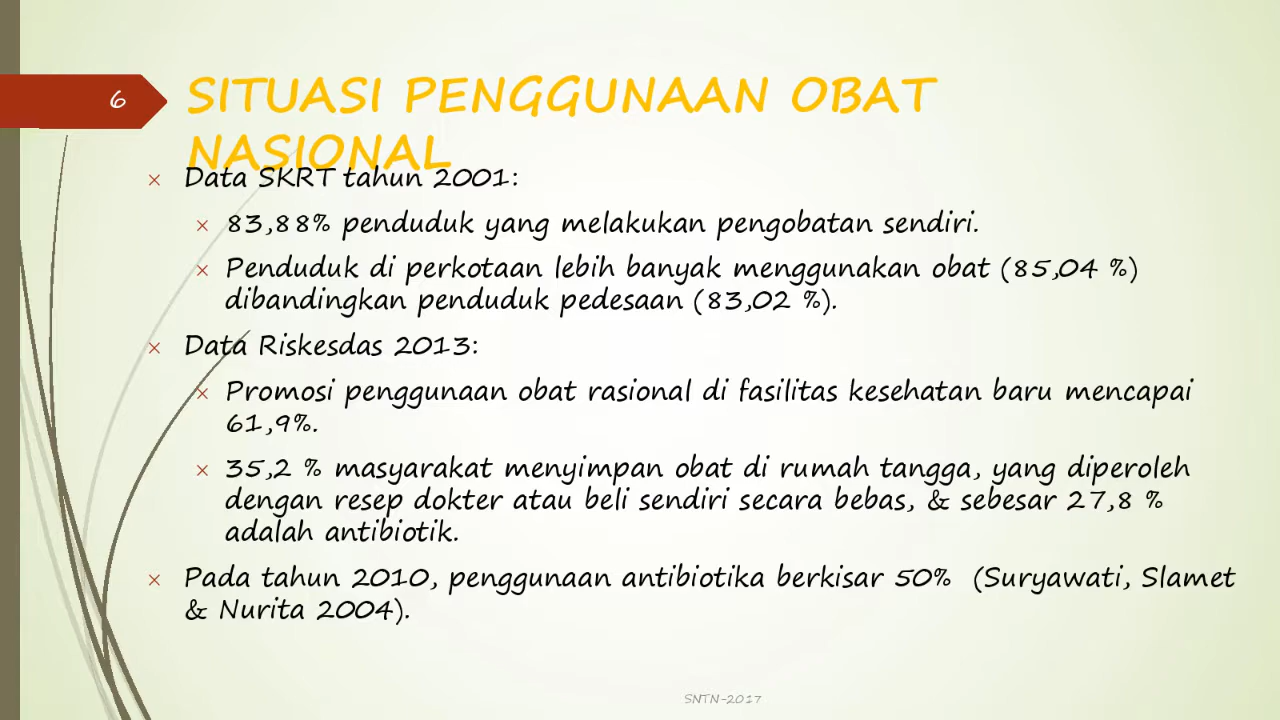 6
SITUASI PENGGUNAAN OBAT
NASIONAL
× Data SKRT tahun 2001:
× 83,88% penduduk yang melakukan pengobatan sendiri.
× Penduduk di perkotaan lebih banyak menggunakan obat (85,04 %)
dibandingkan penduduk pedesaan (83,02 %).
× Data Riskesdas 2013:
× Promosi penggunaan obat rasional di fasilitas kesehatan baru mencapai
61,9%.
× 35,2 % masyarakat menyimpan obat di rumah tangga, yang diperoleh
dengan resep dokter atau beli sendiri secara bebas, & sebesar 27,8 %
adalah antibiotik.
× Pada tahun 2010, penggunaan antibiotika berkisar 50% (Suryawati, Slamet
& Nurita 2004).
SNTN-2017